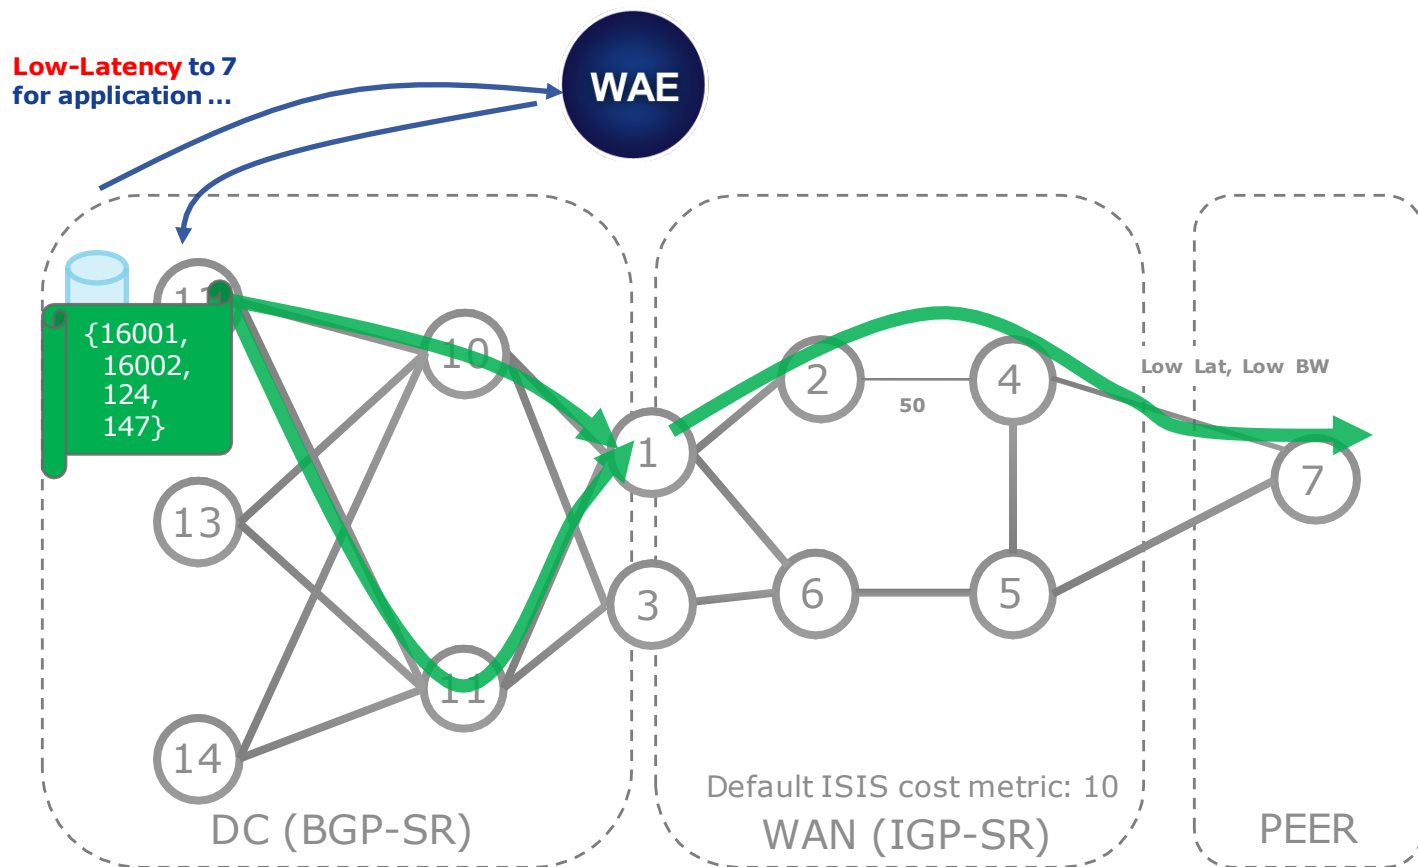 Low-Latency to 7
for application ...
WAE
{16001,
16002,
124,
147}
10
2
4
50
Low Lat, Low BW
1
7
13
3
6
5
11
14
Default ISIS cost metric: 10
DC (BGP-SR)
WAN (IGP-SR)
PEER